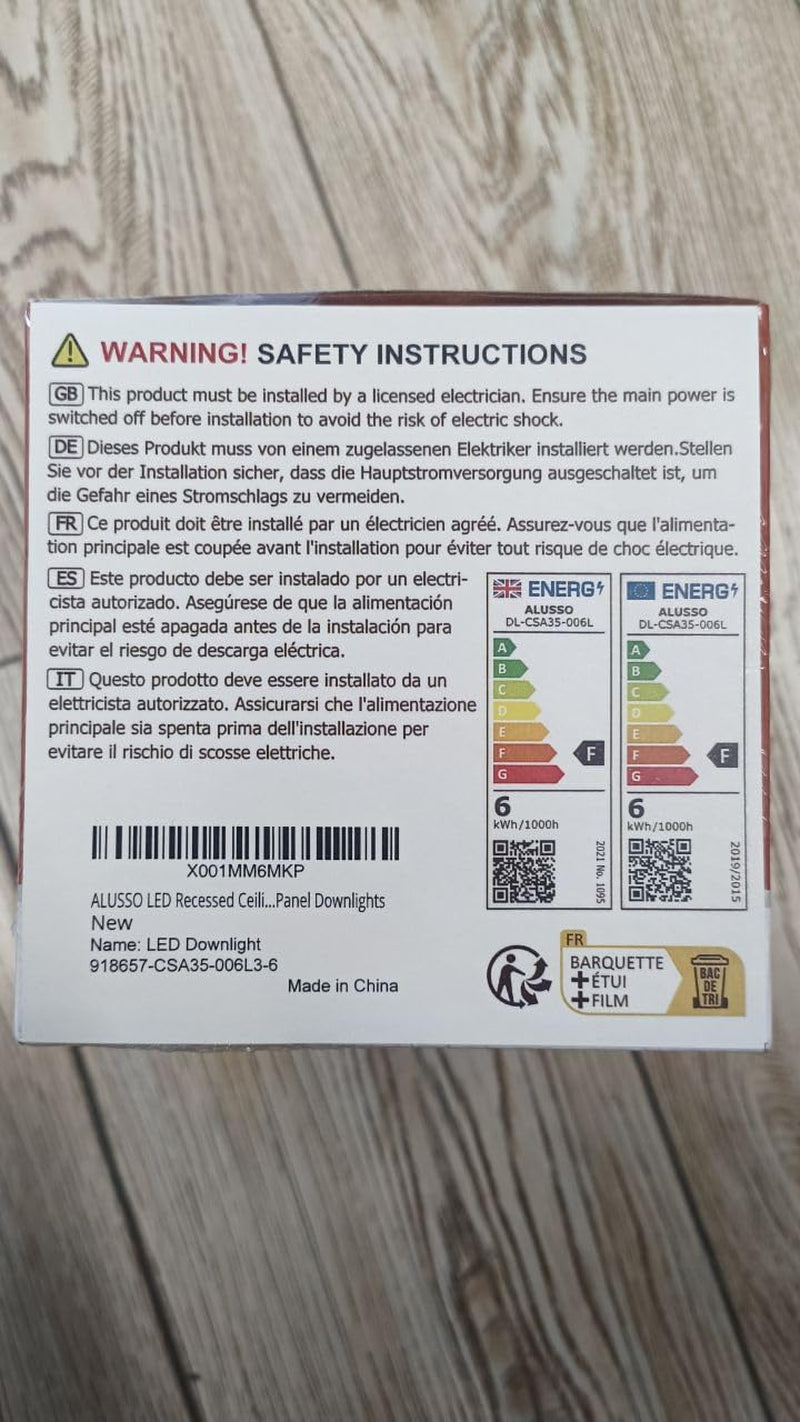 WARNING! SAFETY INSTRUCTIONS
GB This product must be installed by a licensed electrician. Ensure the main power is
switched off before installation to avoid the risk of electric shock.
DE Dieses Produkt muss von einem zugelassenen Elektriker installiert werden.Stellen
Sie vor der Installation sicher, dass die Hauptstromversorgung ausgeschaltet ist, um
die Gefahr eines Stromschlags zu vermeiden.
FR Ce produit doit être installé par un électricien agréé. Assurez-vous que l'alimenta-
tion principale est coupée avant l'installation pour éviter tout risque de choc électrique.
ES Este producto debe ser instalado por un electri-
cista autorizado. Asegúrese de que la alimentación
principal esté apagada antes de la instalación para
evitar el riesgo de descarga eléctrica.
IT Questo prodotto deve essere installato da un
elettricista autorizzato. Assicurarsi che l'alimentazione
principale sia spenta prima dell'installazione per
evitare il rischio di scosse elettriche.
ENERG
ALUSSO
DL-CSA35-006L
A
B
C
D
E
F
G
F
6
kWh/1000h
2021 No. 1095
ENERG
ALUSSO
DL-CSA35-006L
A
B
C
D
E
F
G
F
6
kWh/1000h
2019/2015
X001MM6MKP
ALUSSO LED Recessed Ceili...Panel Downlights
New
Name: LED Downlight
918657-CSA35-006L3-6
Made in China
FR
BARQUETTE
+ÉTUI
+FILM
BAC
DE
TRI